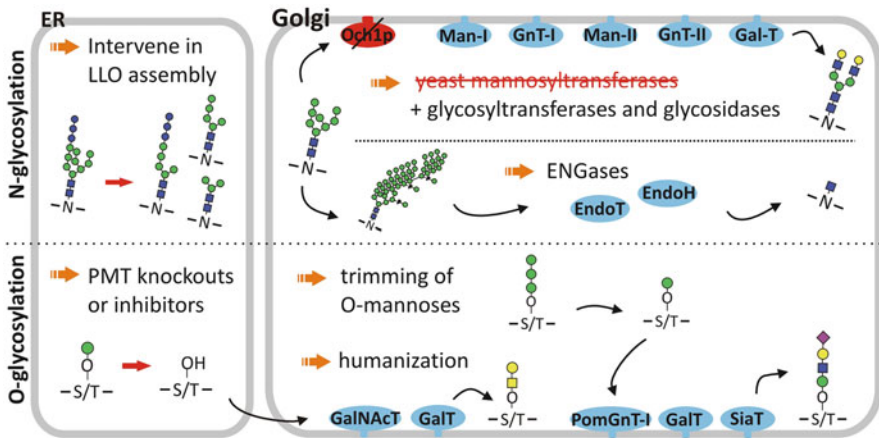 ER
Golgi
N-glycosylation
Intervene in
LLO assembly
N
N
N
N
Och1p
Man-I
GnT-I
Man-II
GnT-II
Gal-T
yeast mannosyltransferases
+ glycosyltransferases and glycosidases
N
N
N
ENGases
EndoT
EndoH
N
O-glycosylation
PMT knockouts
or inhibitors
O
–S/T–
OH
–S/T–
trimming of
O-mannoses
O
–S/T–
O
–S/T–
humanization
GalNAcT
GalT
O
–S/T–
PomGnT-I
GalT
SiaT
O
–S/T–